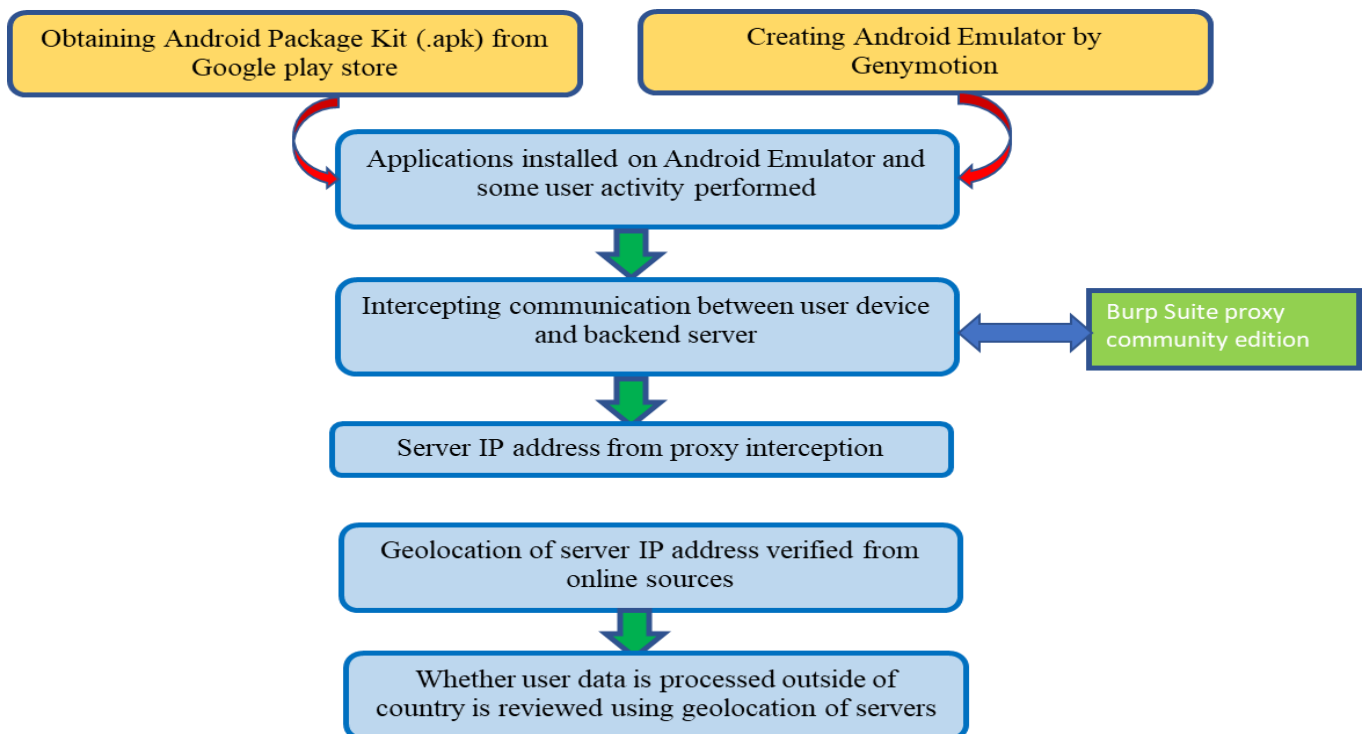 Obtaining Android Package Kit (.apk) from
Google play store
Creating Android Emulator by
Genymotion
Applications installed on Android Emulator and
some user activity performed
Intercepting communication between user device
and backend server
Burp Suite proxy
community edition
Server IP address from proxy interception
Geolocation of server IP address verified from
online sources
Whether user data is processed outside of
country is reviewed using geolocation of servers